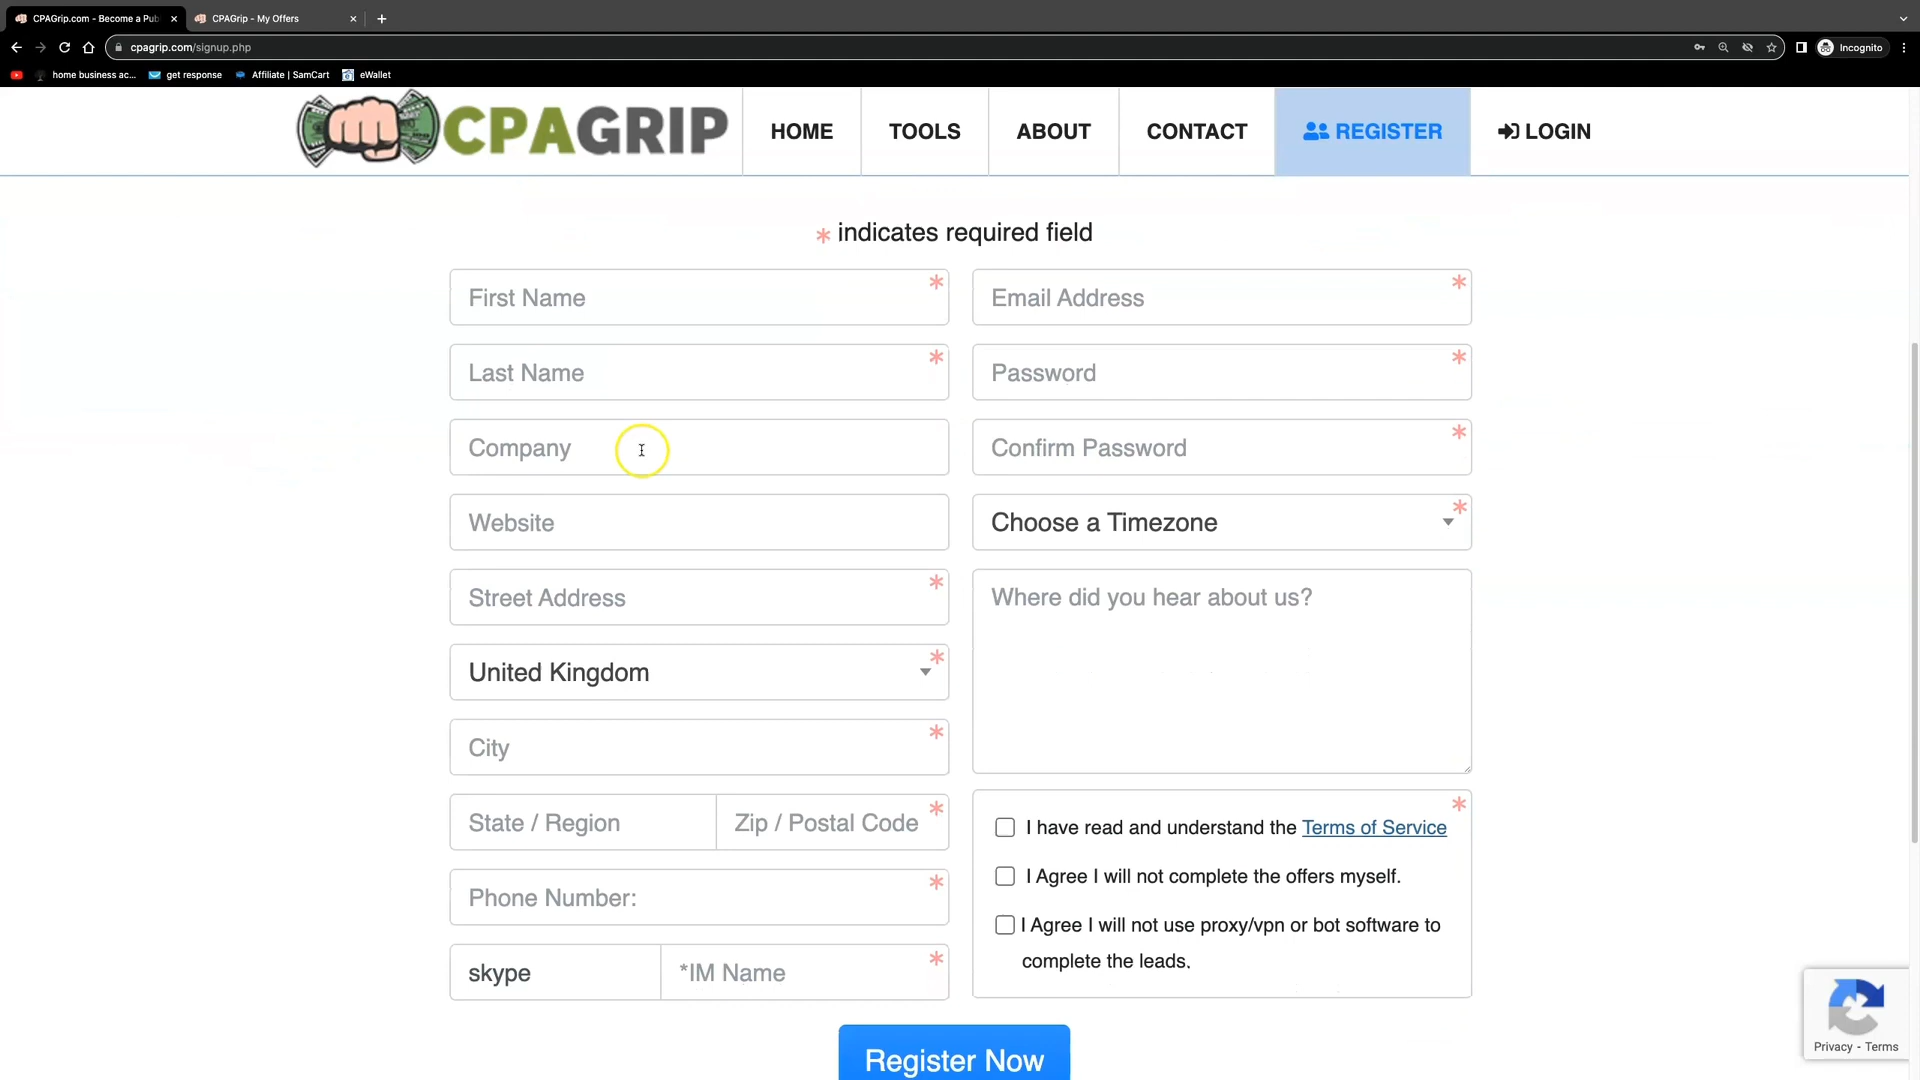 CPAGrip.com - Become a Pub
CPAGrip - My Offers
cpagrip.com/signup.php
Incognito
home business ac...
get response
Affiliate | SamCart
eWallet
CPAGRIP
HOME
TOOLS
ABOUT
CONTACT
REGISTER
LOGIN
* indicates required field
First Name *
Email Address *
Last Name *
Password *
Company
Confirm Password *
Website
Choose a Timezone *
Street Address *
Where did you hear about us?
United Kingdom *
City *
State / Region
Zip / Postal Code *
*
I have read and understand the Terms of Service
I Agree I will not complete the offers myself.
Phone Number: *
I Agree I will not use proxy/vpn or bot software to
complete the leads.
skype
*IM Name *
Register Now
Privacy - Terms